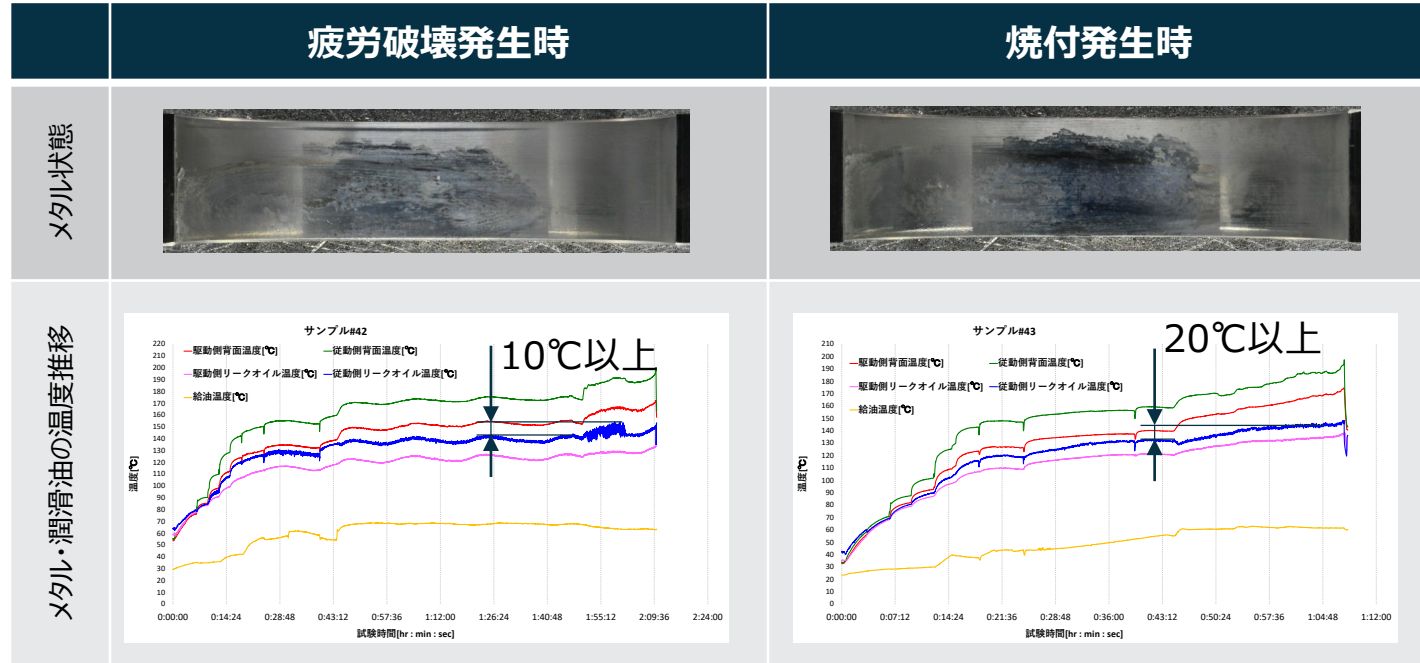 疲労破壊発生時
焼付発生時
メタル状態
メタル・潤滑油の温度推移
サンプル#42
10℃以上
駆動側背面温度[℃]
従動側背面温度[℃]
駆動側リークオイル温度[℃]
従動側リークオイル温度[℃]
給油温度[℃]
温度[℃]
220
210
200
190
180
170
160
150
140
130
120
110
100
90
80
70
60
50
40
30
20
10
0
0:00:00 0:14:24 0:28:48 0:43:12 0:57:36 1:12:00 1:26:24 1:40:48 1:55:12 2:09:36 2:24:00
試験時間[hr : min : sec]
サンプル#43
20℃以上
駆動側背面温度[℃]
従動側背面温度[℃]
駆動側リークオイル温度[℃]
従動側リークオイル温度[℃]
給油温度[℃]
温度[℃]
210
200
190
180
170
160
150
140
130
120
110
100
90
80
70
60
50
40
30
20
10
0
0:00:00 0:07:12 0:14:24 0:21:36 0:28:48 0:36:00 0:43:12 0:50:24 0:57:36 1:04:48 1:12:00
試験時間[hr : min : sec]